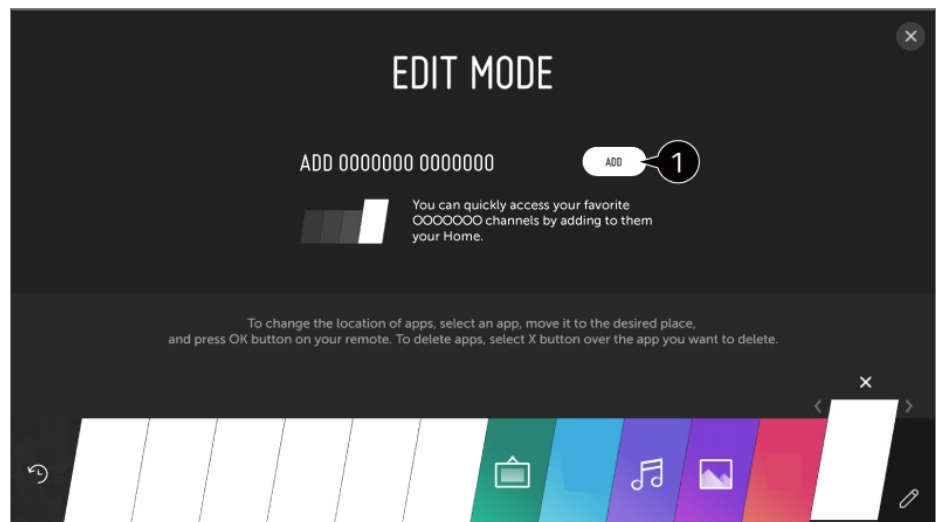 EDIT MODE
ADD OOOOOOO OOOOOOO
ADD
1
You can quickly access your favorite
OOOOOOO channels by adding to them
your Home.
To change the location of apps, select an app, move it to the desired place,
and press OK button on your remote. To delete apps, select X button over the app you want to delete.